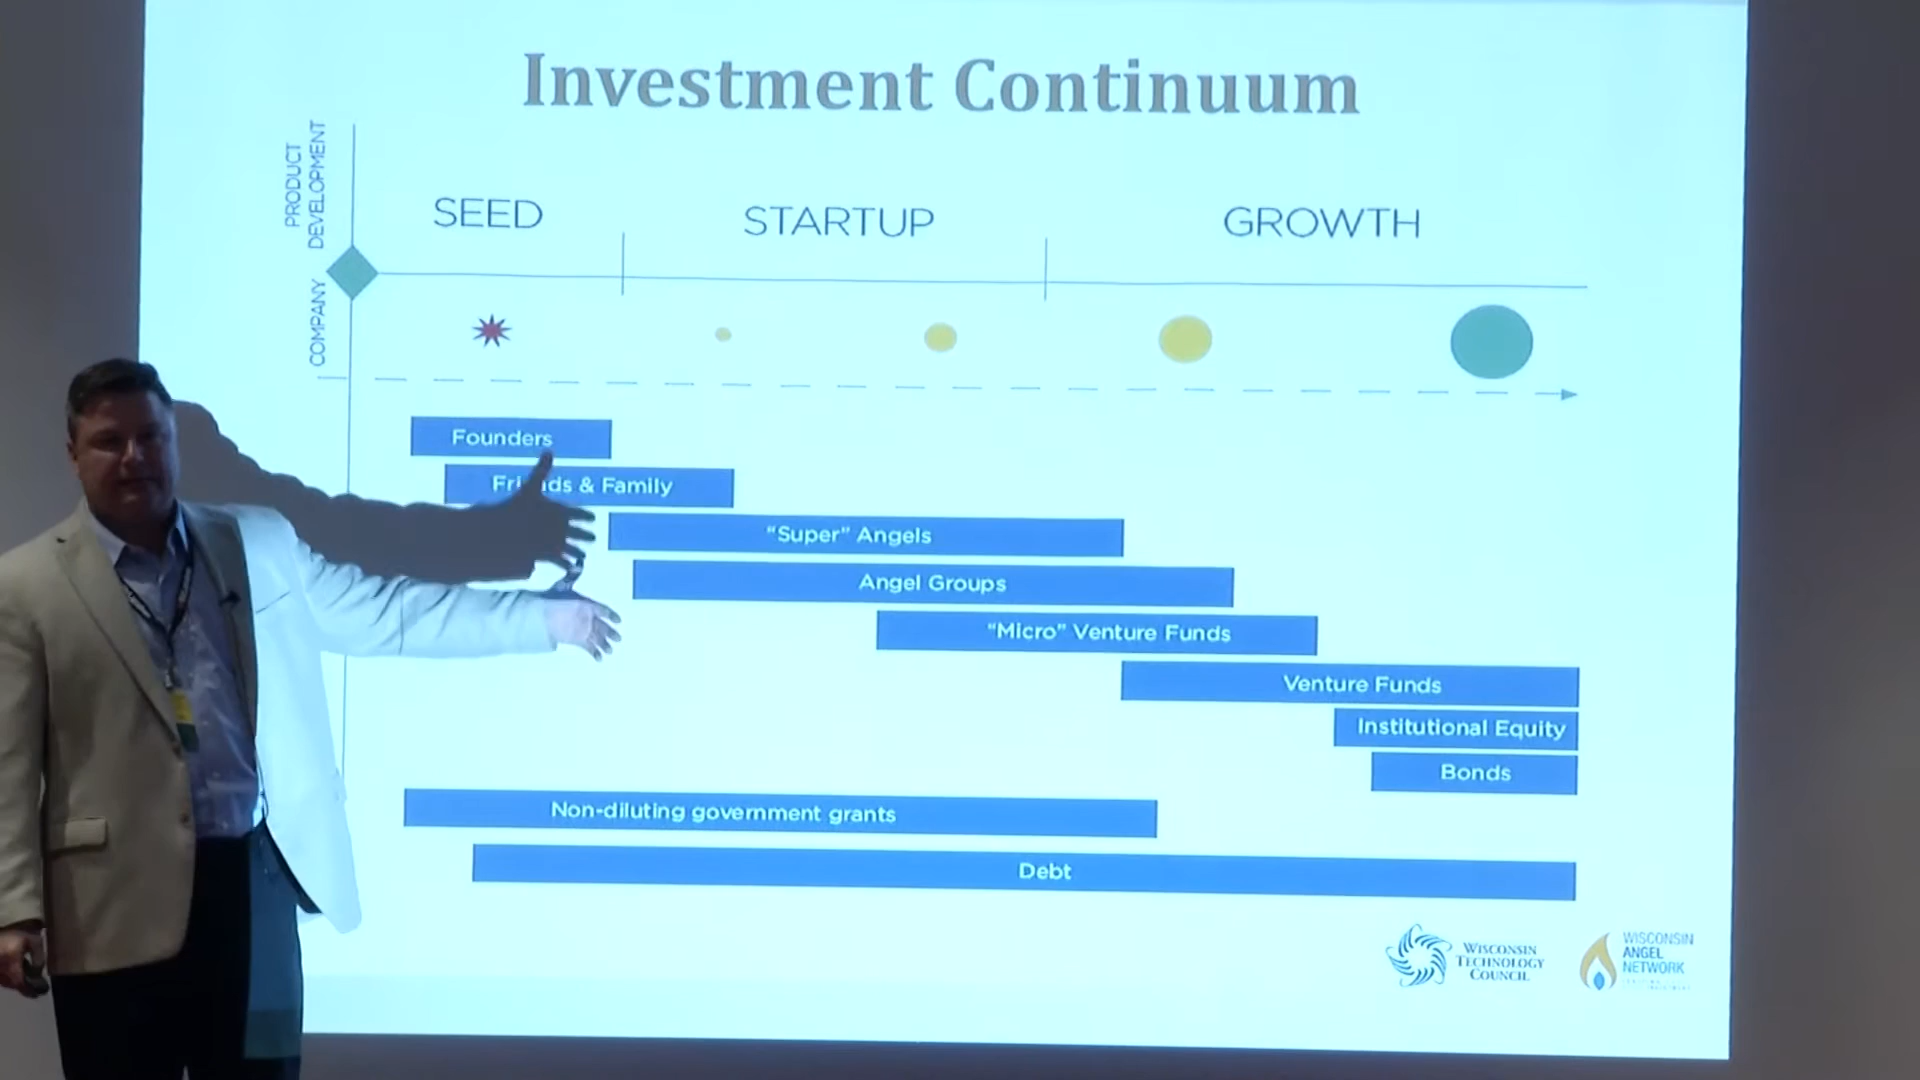 Investment Continuum
PRODUCT
DEVELOPMENT
COMPANY
SEED
STARTUP
GROWTH
Founders
Friends & Family
“Super” Angels
Angel Groups
“Micro” Venture Funds
Venture Funds
Institutional Equity
Bonds
Non-diluting government grants
Debt
WISCONSIN
TECHNOLOGY
COUNCIL
WISCONSIN
ANGEL
NETWORK